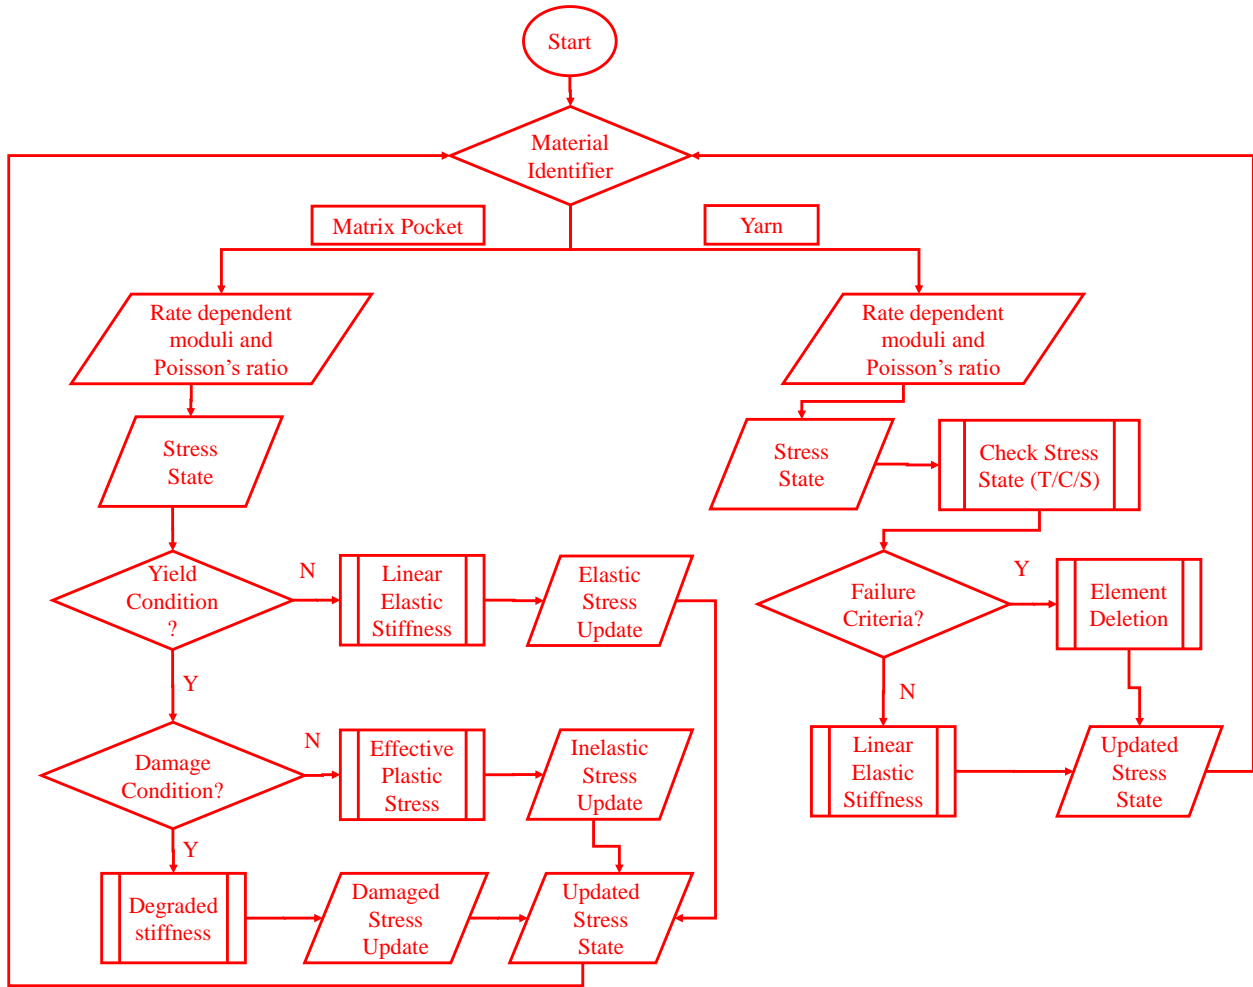 Start
Material
Identifier
Matrix Pocket
Yarn
Rate dependent
moduli and
Poisson's ratio
Rate dependent
moduli and
Poisson's ratio
Stress
State
Stress
State
Check Stress
State (T/C/S)
Yield
Condition
?
N
Linear
Elastic
Stiffness
Elastic
Stress
Update
Failure
Criteria?
Y
Element
Deletion
Y
N
Damage
Condition?
N
Effective
Plastic
Stress
Inelastic
Stress
Update
Linear
Elastic
Stiffness
Updated
Stress
State
Y
Degraded
stiffness
Damaged
Stress
Update
Updated
Stress
State